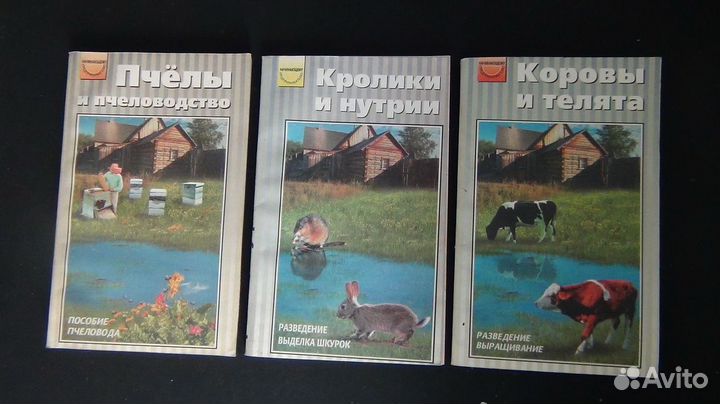 Пчёлы
и пчеловодство
ПОСОБИЕ
ПЧЕЛОВОДА
Кролики
и нутрии
РАЗВЕДЕНИЕ
ВЫДЕЛКА ШКУРОК
Коровы
и телята
РАЗВЕДЕНИЕ
ВЫРАЩИВАНИЕ
Avito